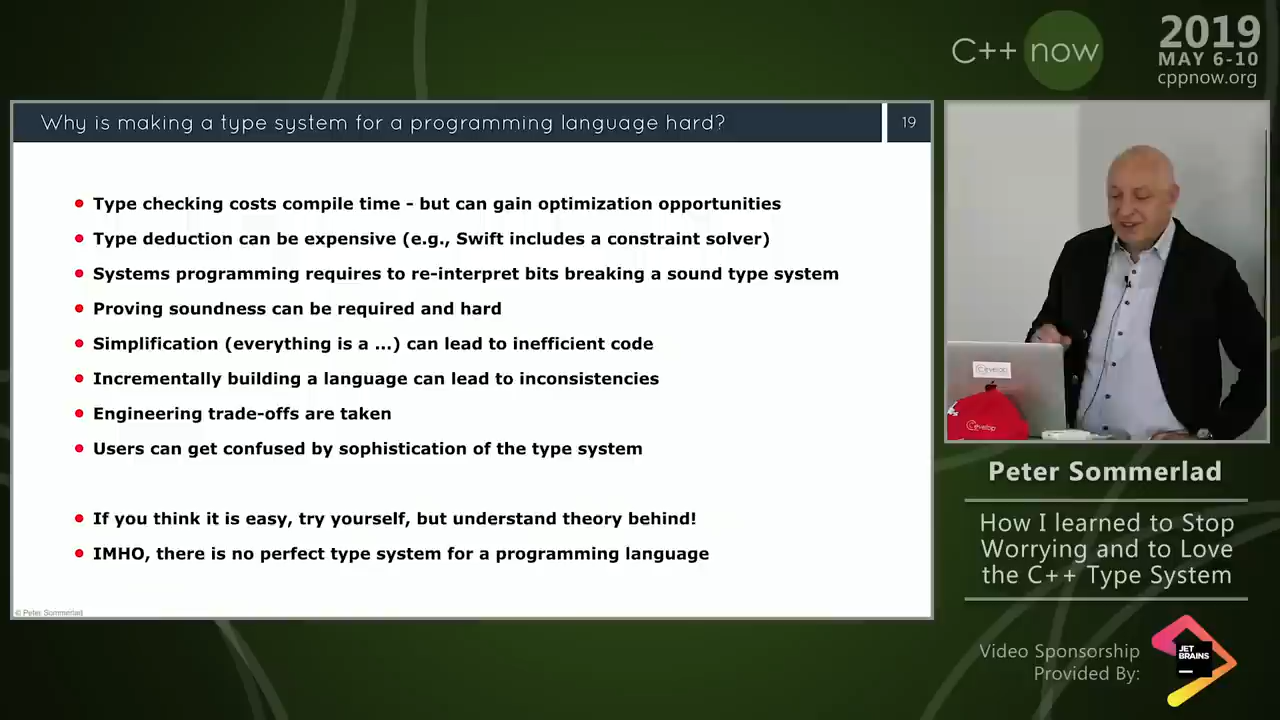 C++ now
2019
MAY 6-10
cppnow.org
Why is making a type system for a programming language hard?
19
Type checking costs compile time - but can gain optimization opportunities
Type deduction can be expensive (e.g., Swift includes a constraint solver)
Systems programming requires to re-interpret bits breaking a sound type system
Proving soundness can be required and hard
Simplification (everything is a ...) can lead to inefficient code
Incrementally building a language can lead to inconsistencies
Engineering trade-offs are taken
Users can get confused by sophistication of the type system
If you think it is easy, try yourself, but understand theory behind!
IMHO, there is no perfect type system for a programming language
© Peter Sommerlad
Cevelop
Cevelop
Peter Sommerlad
How I learned to Stop
Worrying and to Love
the C++ Type System
Video Sponsorship
Provided By:
JET
BRAINS